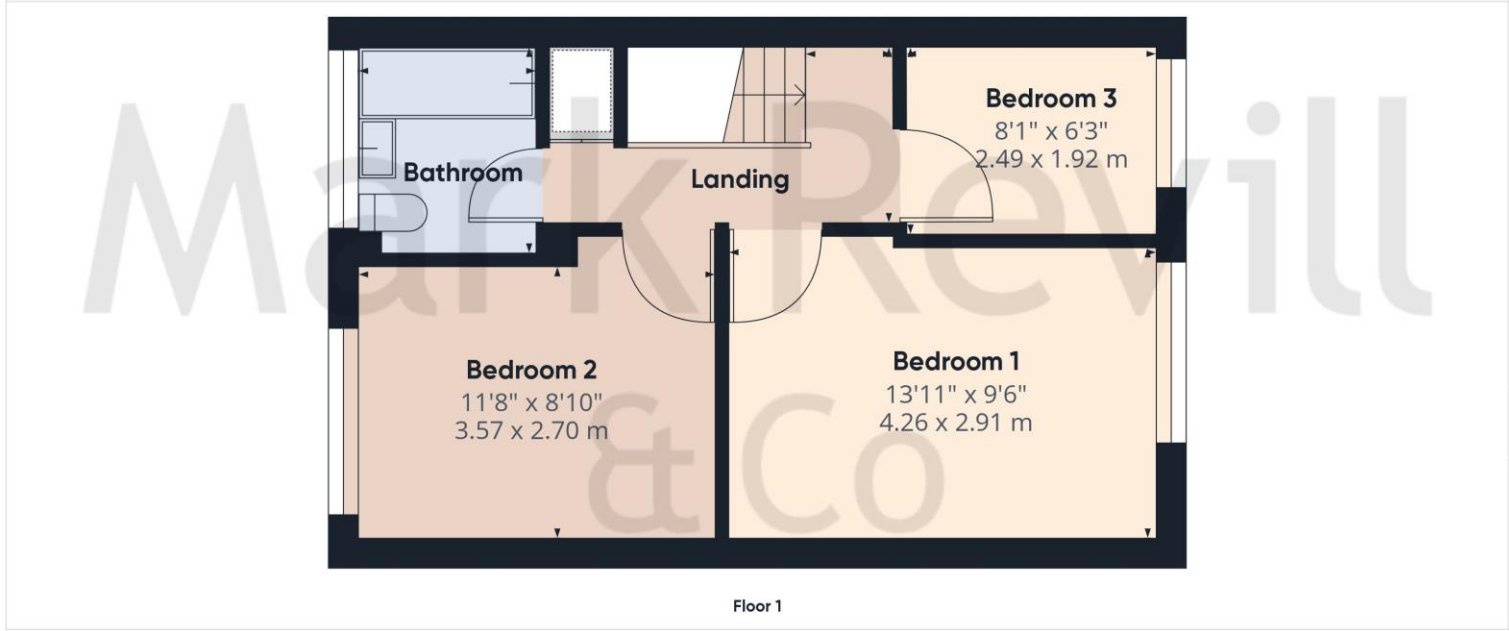 Mark Revill
& Co
Bathroom
Landing
Bedroom 3
8'1" x 6'3"
2.49 x 1.92 m
Bedroom 2
11'8" x 8'10"
3.57 x 2.70 m
Bedroom 1
13'11" x 9'6"
4.26 x 2.91 m
Floor 1